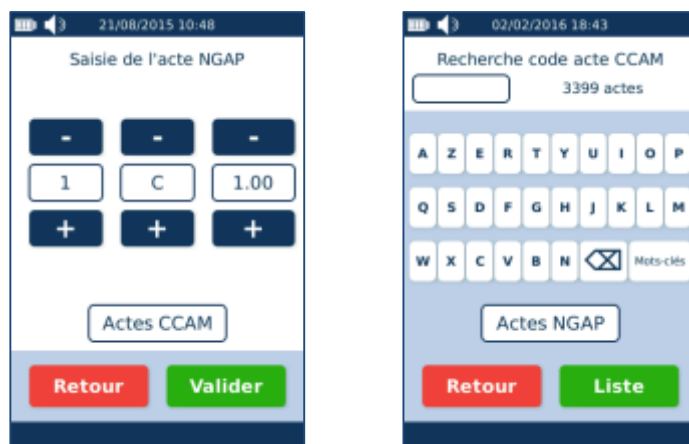 21/08/2015 10:48
Saisie de l'acte NGAP
- - -
1 C 1.00
+ + +
Actes CCAM
Retour Valider
02/02/2016 18:43
Recherche code acte CCAM
3399 actes
A Z E R T Y U I O P
Q S D F G H J K L M
W X C V B N Mots-clés
Actes NGAP
Retour Liste